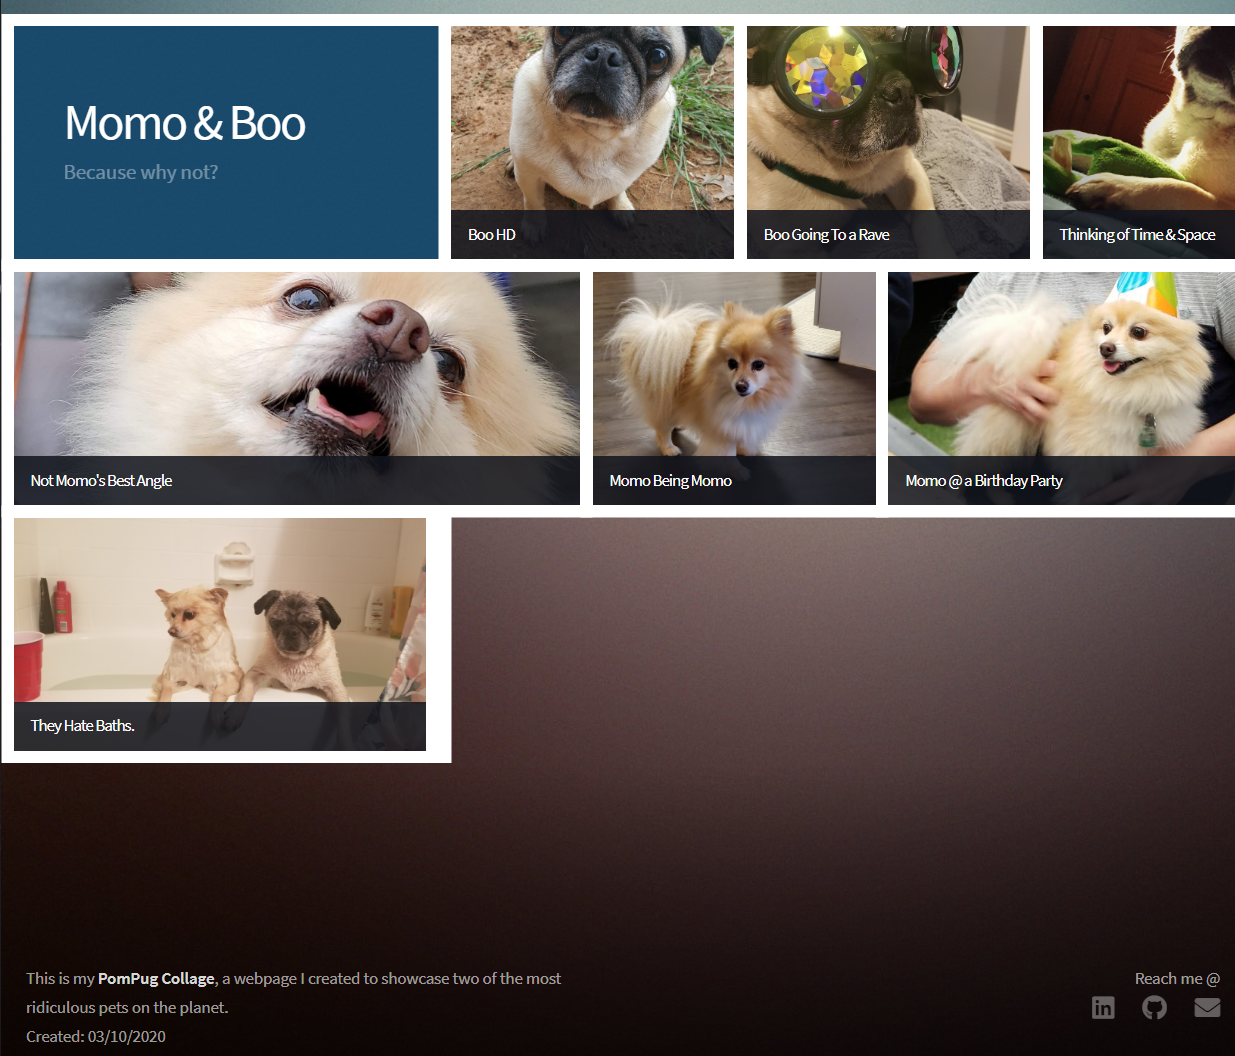 Momo & Boo
Because why not?
Boo HD
Boo Going To a Rave
Thinking of Time & Space
Not Momo's Best Angle
Momo Being Momo
Momo @ a Birthday Party
They Hate Baths.
This is my PomPug Collage, a webpage I created to showcase two of the most
ridiculous pets on the planet.
Created: 03/10/2020
Reach me @
in